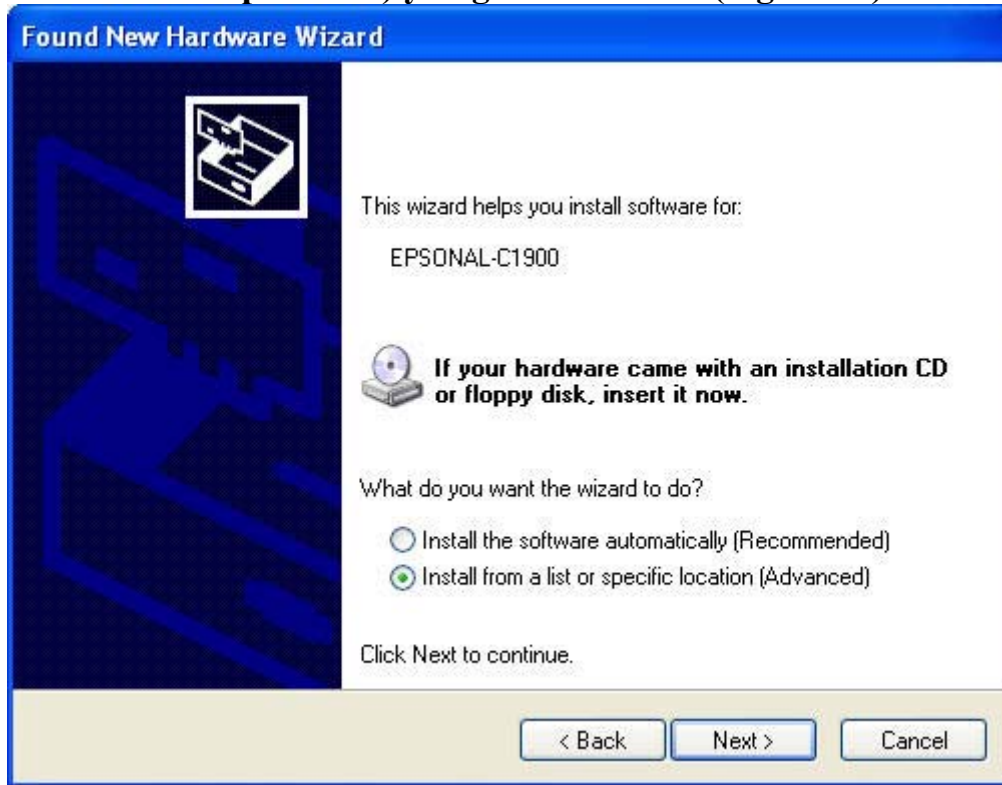 Found New Hardware Wizard
This wizard helps you install software for:
EPSONAL-C1900
If your hardware came with an installation CD
or floppy disk, insert it now.
What do you want the wizard to do?
Install the software automatically (Recommended)
Install from a list or specific location (Advanced)
Click Next to continue.
< Back
Next >
Cancel